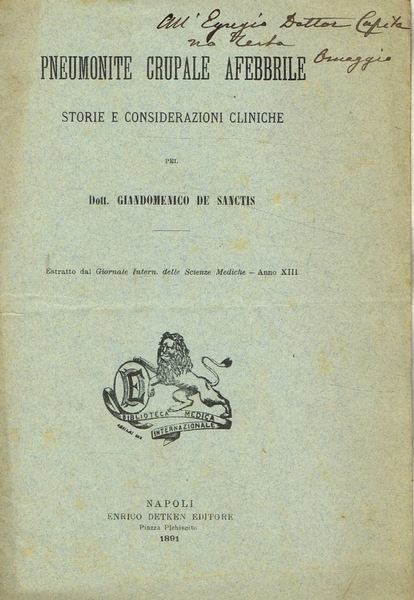 All' Egregio Dottor Capita
no Testa
Omaggio
PNEUMONITE CRUPALE AFEBBRILE
STORIE E CONSIDERAZIONI CLINICHE
PEL
Dott. GIANDOMENICO DE SANCTIS
Estratto dal Giornale Intern. delle Scienze Mediche – Anno XIII
E
BIBLIOTECA MEDICA
INTERNAZIONALE
NAPOLI
ENRICO DETKEN EDITORE
Piazza Plebiscito
1891